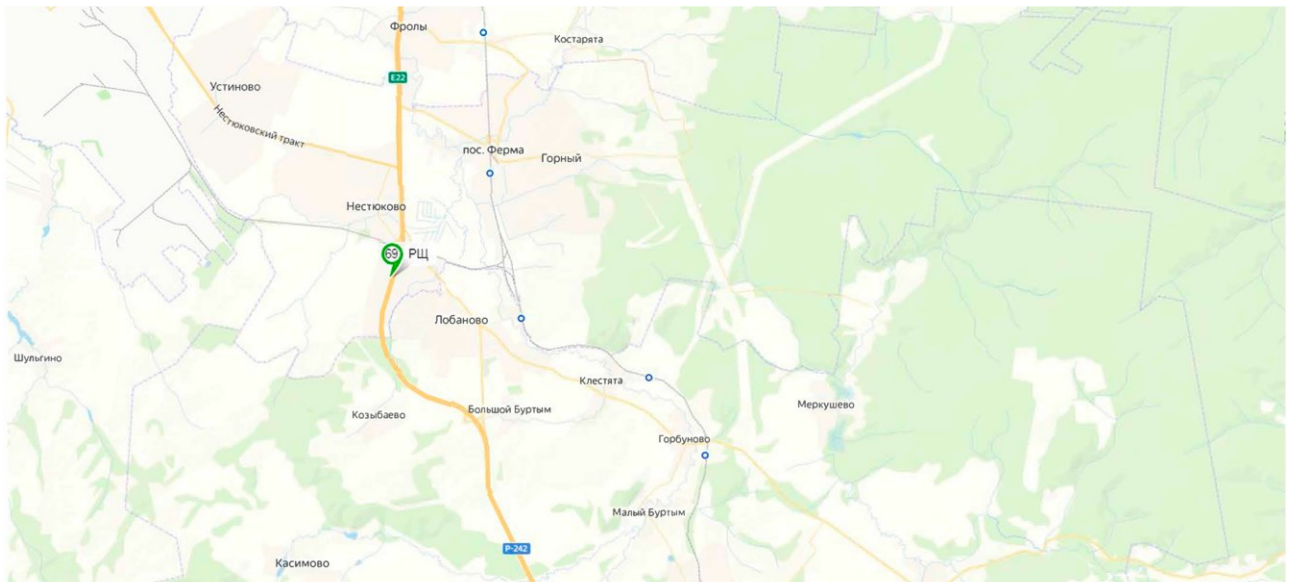 Фролы
Костарята
E22
Устиново
Нестюковский тракт
пос. Ферма
Горный
Нестюково
69
РЩ
Лобаново
Шульгино
Клестята
Меркушево
Козыбаево
Большой Буртым
Горбуново
Малый Буртым
Р-242
Касимово